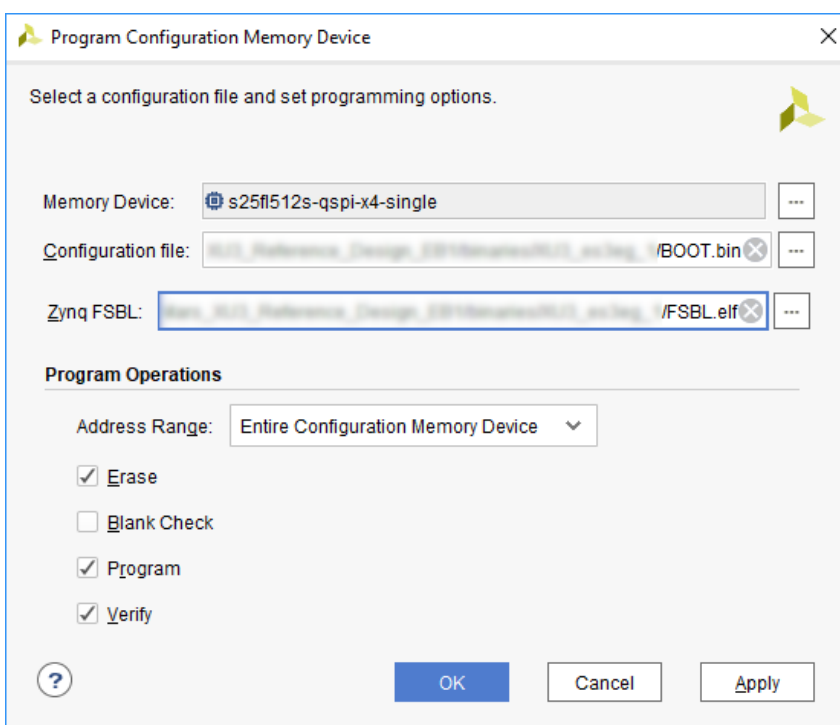 Program Configuration Memory Device
Select a configuration file and set programming options.
Memory Device: s25fl512s-qspi-x4-single ...
Configuration file: /BOOT.bin ...
Zynq FSBL: /FSBL.elf ...
Program Operations
Address Range: Entire Configuration Memory Device
Erase
Blank Check
Program
Verify
? OK Cancel Apply